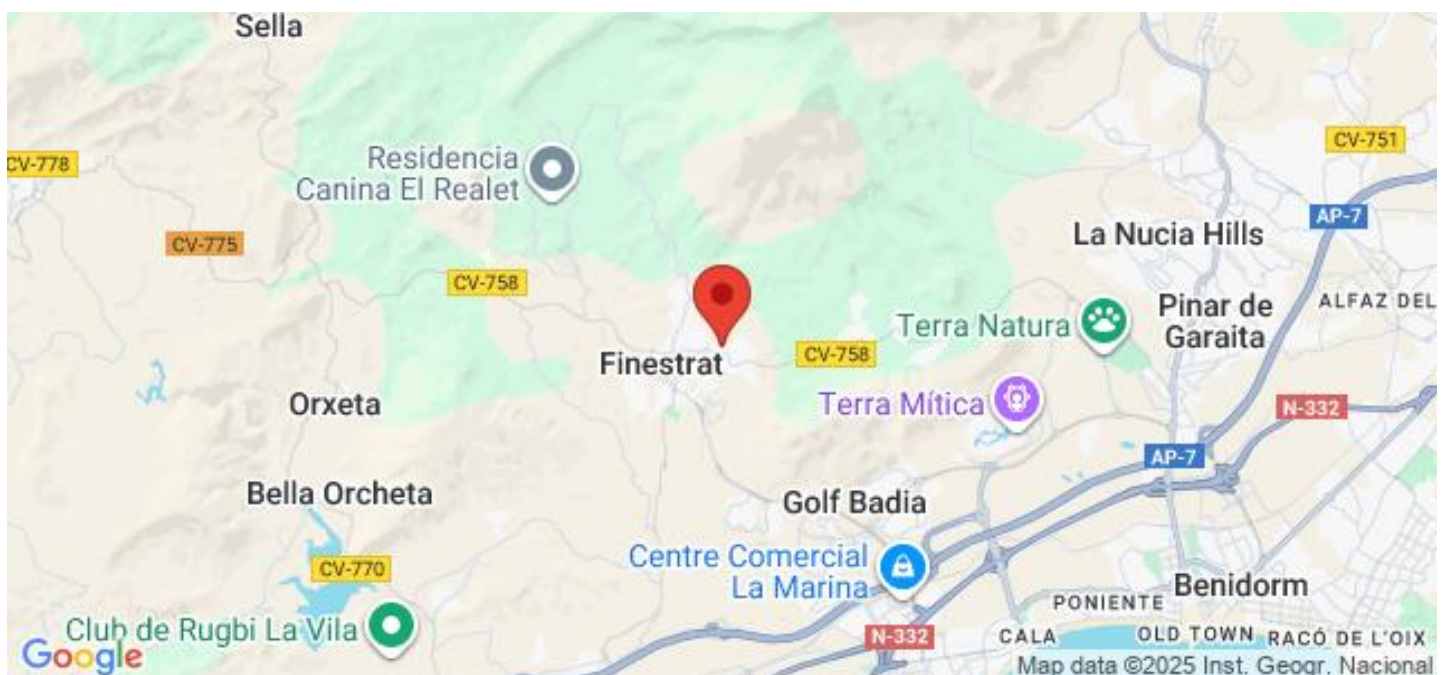 Sella
CV-778
CV-751
Residencia
Canina El Realet
AP-7
CV-775
La Nucia Hills
CV-758
Terra Natura
Pinar de
Garaita
ALFAZ DEL
Finestrat
CV-758
Orxeta
Terra Mítica
N-332
AP-7
Bella Orcheta
Golf Badia
Centre Comercial
La Marina
CV-770
Benidorm
PONIENTE
Club de Rugbi La Vila
N-332
CALA
OLD TOWN
RACÓ DE L'OIX
Google
Map data ©2025 Inst. Geogr. Nacional